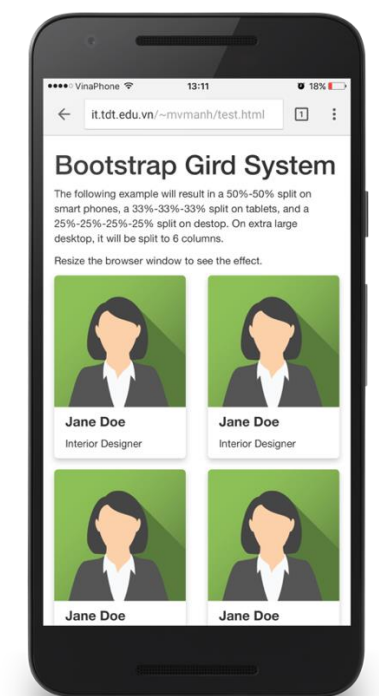 VinaPhone 13:11 18%
it.tdt.edu.vn/~mvmanh/test.html 1
Bootstrap Gird System
The following example will result in a 50%-50% split on
smart phones, a 33%-33%-33% split on tablets, and a
25%-25%-25%-25% split on destop. On extra large
desktop, it will be split to 6 columns.
Resize the browser window to see the effect.
Jane Doe Jane Doe
Interior Designer Interior Designer
Jane Doe Jane Doe